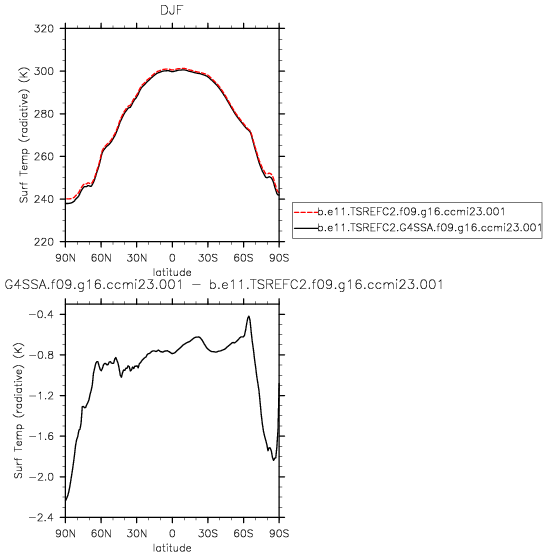 DJF
320
300
280
260
240
220
Surf Temp (radiative) (K)
90N 60N 30N 0 30S 60S 90S
latitude
b.e11.TSREFC2.f09.g16.ccmi23.001
b.e11.TSREFC2.G4SSA.f09.g16.ccmi23.001
G4SSA.f09.g16.ccmi23.001 − b.e11.TSREFC2.f09.g16.ccmi23.001
−0.4
−0.8
−1.2
−1.6
−2.0
−2.4
Surf Temp (radiative) (K)
90N 60N 30N 0 30S 60S 90S
latitude